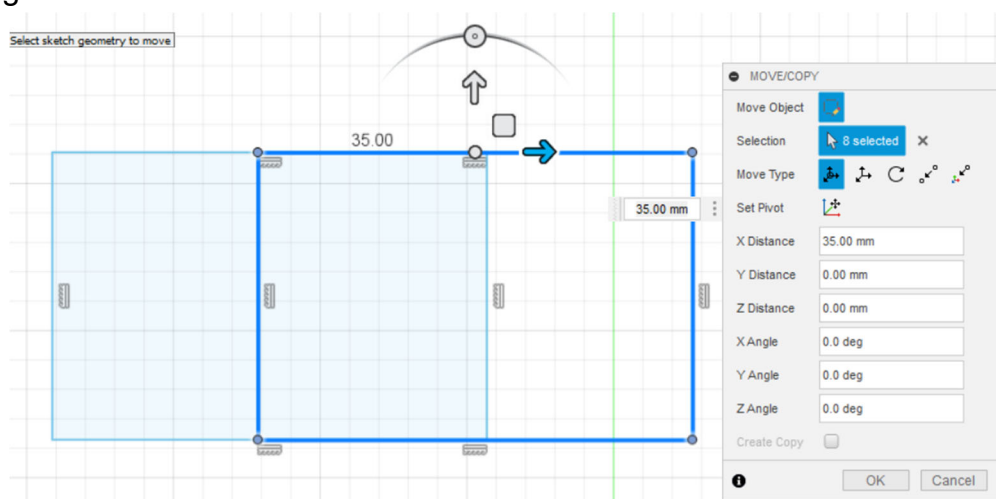 Select sketch geometry to move
35.00
35.00 mm
MOVE/COPY
Move Object
Selection 8 selected
Move Type
Set Pivot
X Distance 35.00 mm
Y Distance 0.00 mm
Z Distance 0.00 mm
X Angle 0.0 deg
Y Angle 0.0 deg
Z Angle 0.0 deg
Create Copy
OK Cancel